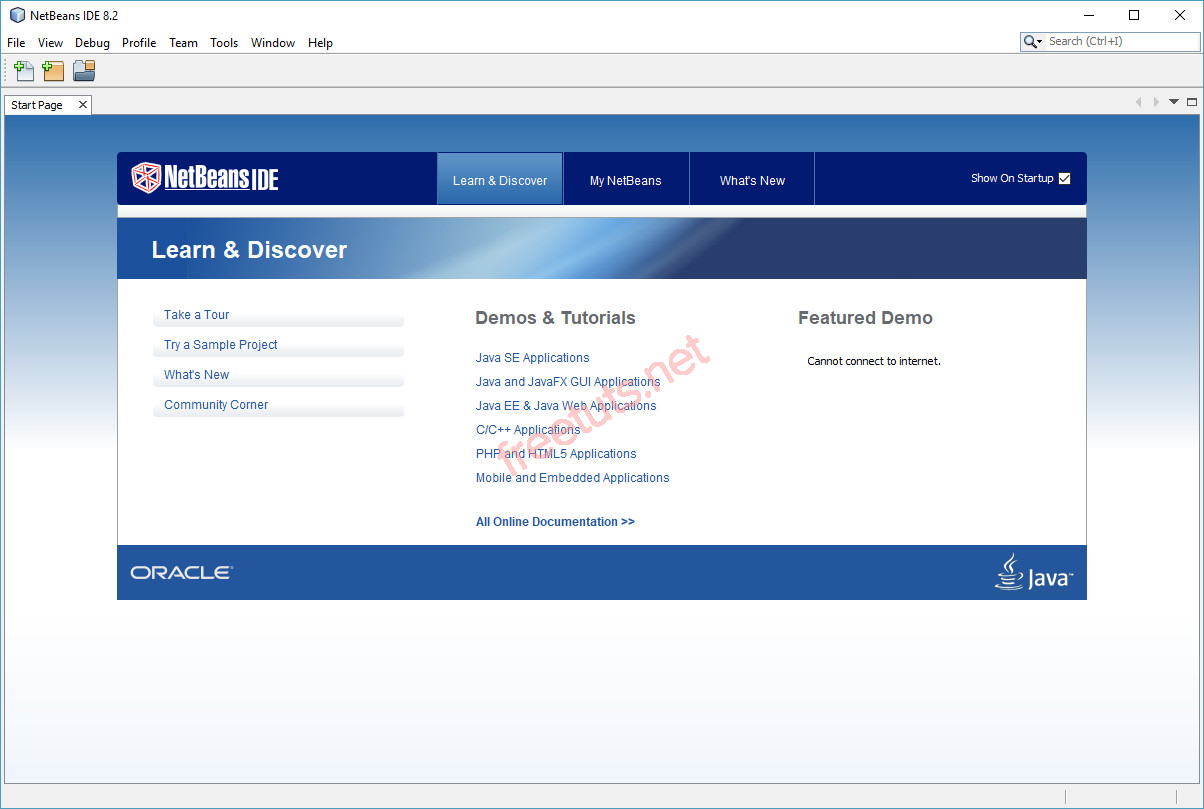 NetBeans IDE 8.2
File View Debug Profile Team Tools Window Help
Search (Ctrl+I)
Start Page
NetBeans IDE
Learn & Discover
My NetBeans
What's New
Show On Startup
Learn & Discover
Take a Tour
Try a Sample Project
What's New
Community Corner
Demos & Tutorials
Java SE Applications
Java and JavaFX GUI Applications
Java EE & Java Web Applications
C/C++ Applications
PHP and HTML5 Applications
Mobile and Embedded Applications
All Online Documentation >>
Featured Demo
Cannot connect to internet.
freetuts.net
ORACLE
Java™